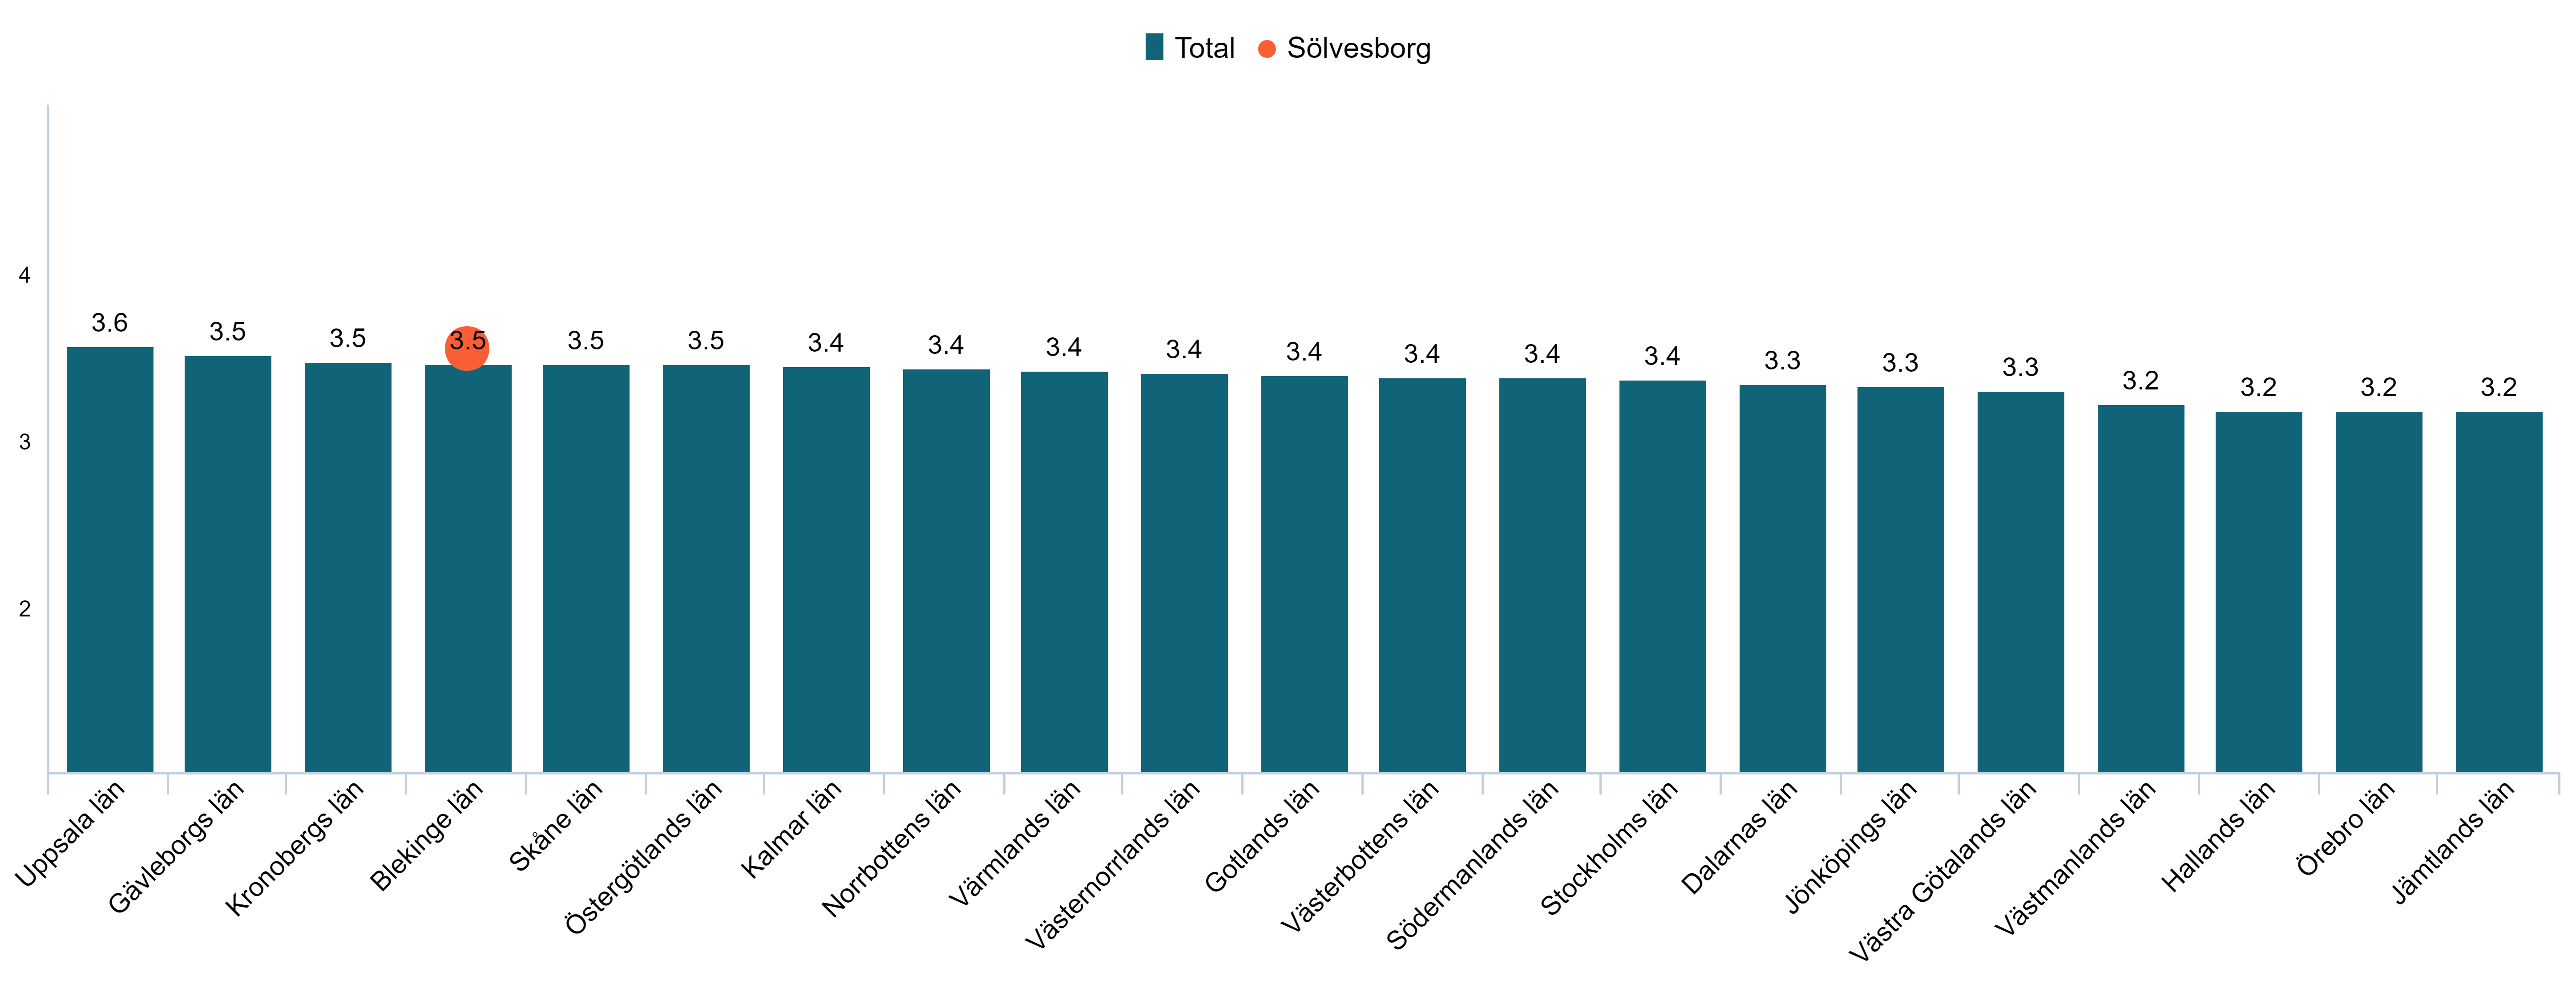 Total Sölvesborg
4
3
2
3.6 3.5 3.5 3.5 3.5 3.5 3.4 3.4 3.4 3.4 3.4 3.4 3.4 3.4 3.3 3.3 3.3 3.2 3.2 3.2 3.2
Uppsala län
Gävleborgs län
Kronobergs län
Blekinge län
Skåne län
Östergötlands län
Kalmar län
Norrbottens län
Värmlands län
Västernorrlands län
Gotlands län
Västerbottens län
Södermanlands län
Stockholms län
Dalarnas län
Jönköpings län
Västra Götalands län
Västmanlands län
Hallands län
Örebro län
Jämtlands län